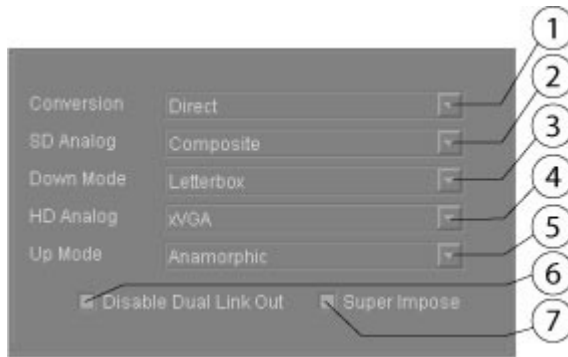 1
Conversion Direct
2
SD Analog Composite
3
Down Mode Letterbox
4
HD Analog xVGA
5
Up Mode Anamorphic
6
Disable Dual Link Out Super Impose
7